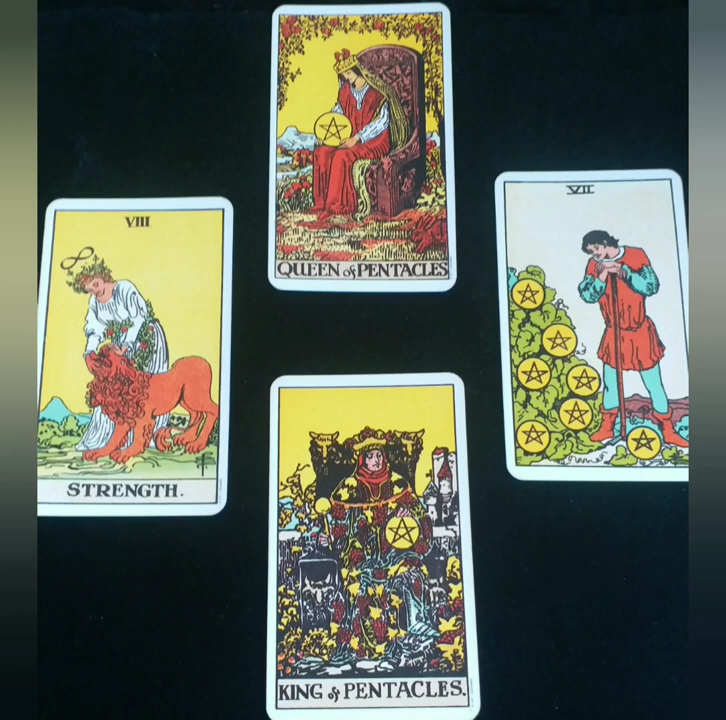 QUEEN of PENTACLES
VII
VIII
STRENGTH.
KING of PENTACLES.